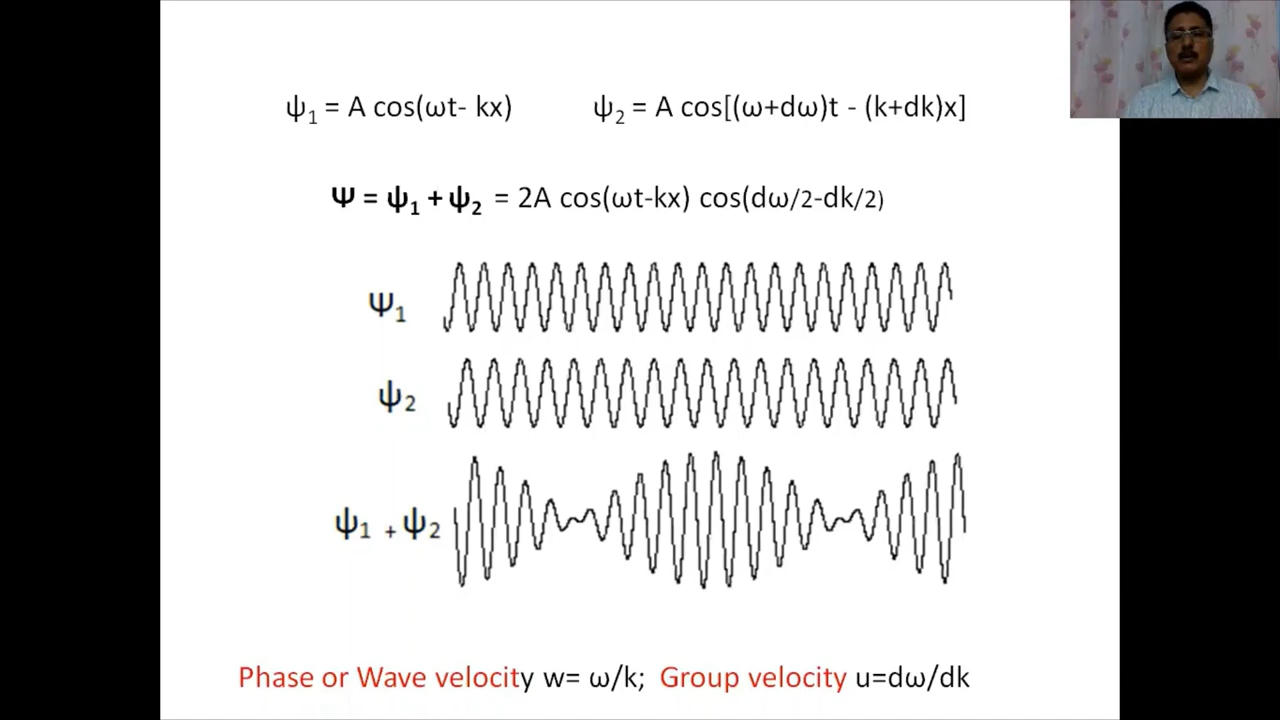 ψ₁ = A cos(ωt- kx) ψ₂ = A cos[(ω+dω)t - (k+dk)x]
Ψ = ψ₁ + ψ₂ = 2A cos(ωt-kx) cos(dω/2-dk/2)
Ψ₁
ψ₂
ψ₁ + ψ₂
Phase or Wave velocity w= ω/k; Group velocity u=dω/dk